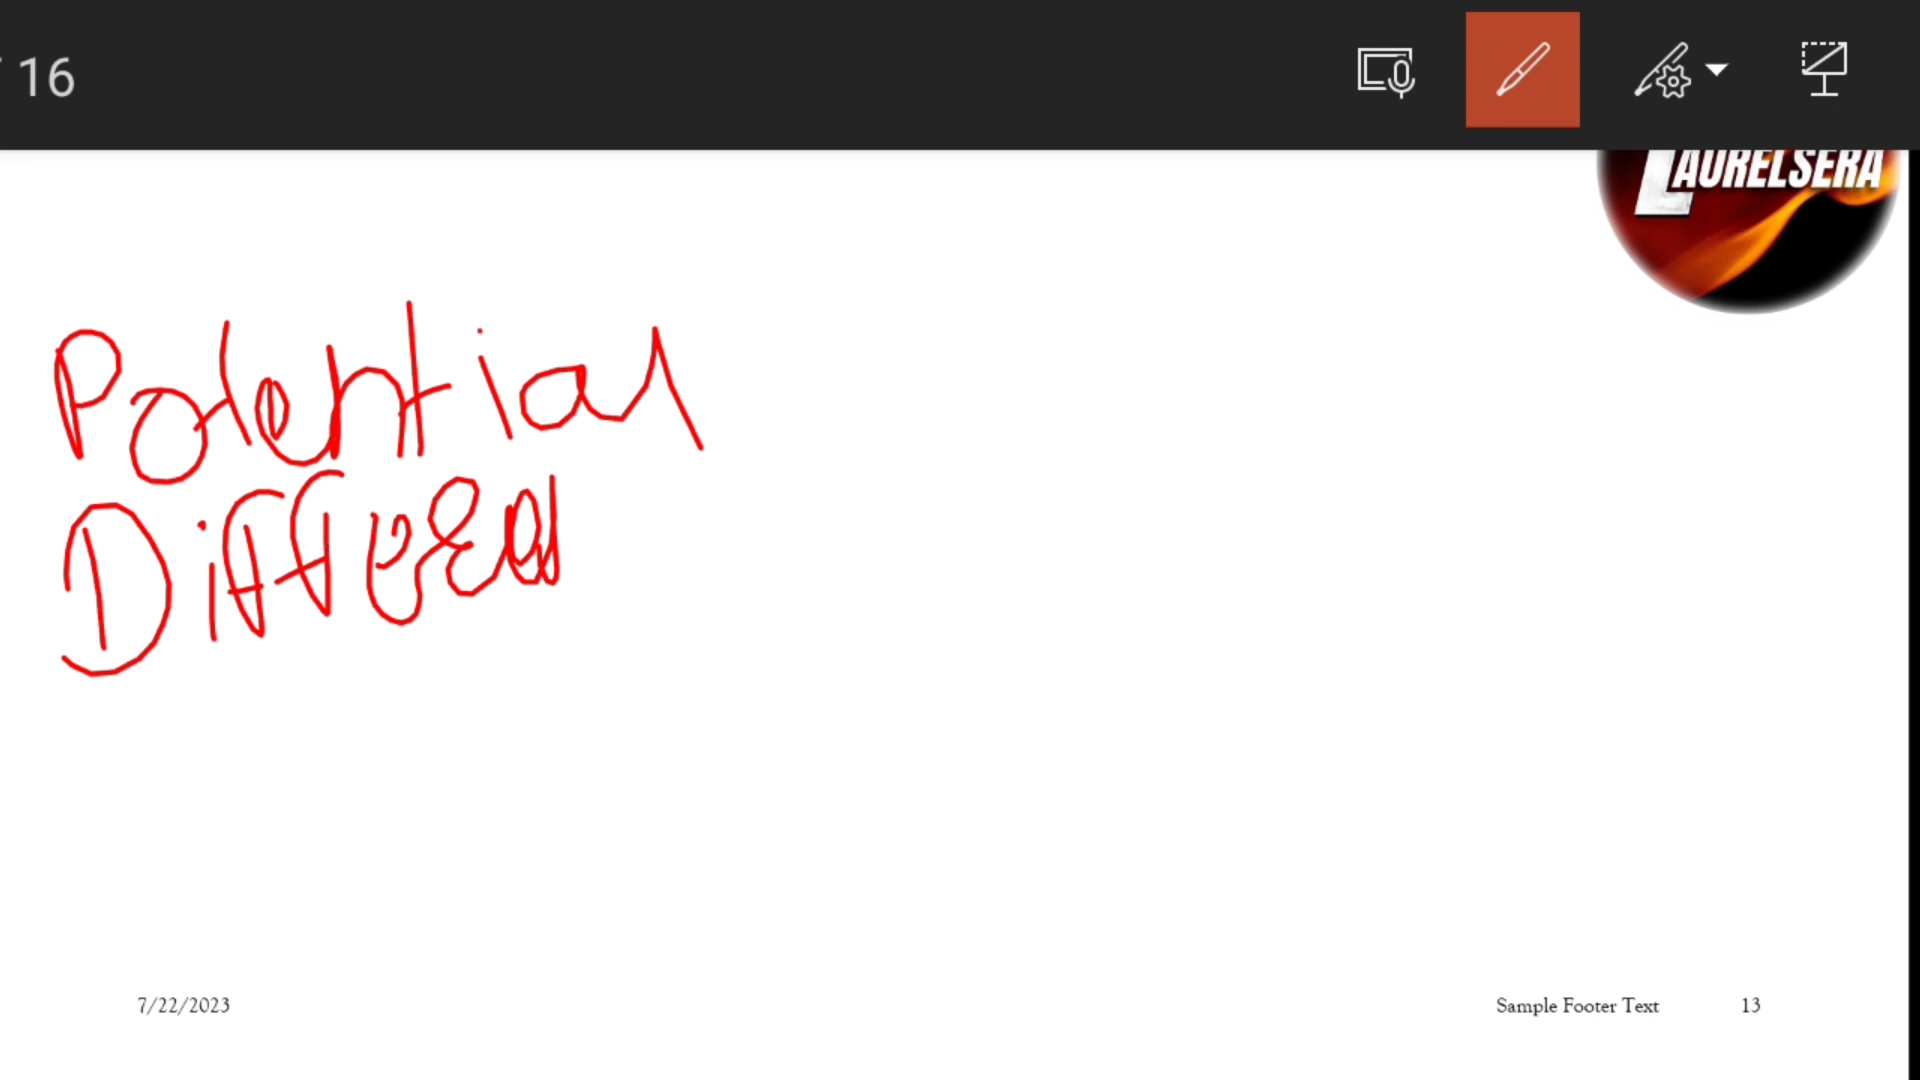 16
LAURELSERA
Potential
7/22/2023 Sample Footer Text 13